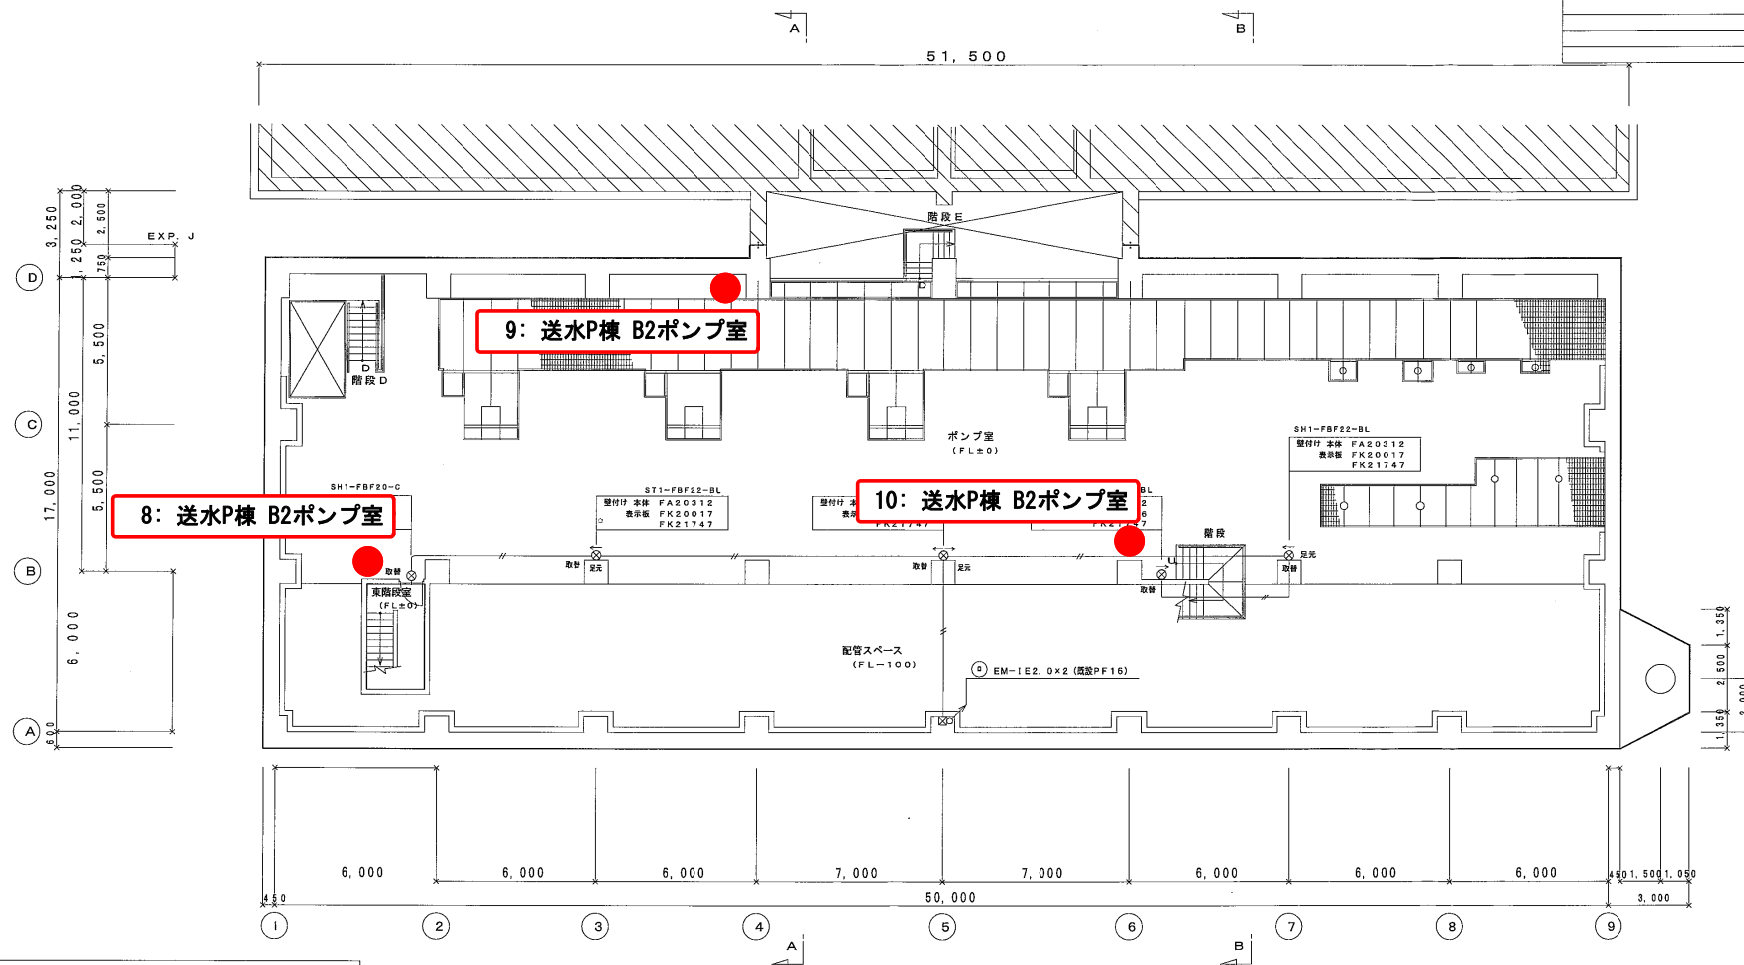 A
B
51,500
3,250
2,000
2,500
1,250
750
EXP. J
階段E
D
9: 送水P棟 B2ポンプ室
5,500
11,000
17,000
D
階段D
C
ポンプ室
(FL±0)
SH1-FBF22-BL
壁付け 本体 FA20312
表示板 FK20017
FK21747
5,500
SH1-FBF20-C
8: 送水P棟 B2ポンプ室
ST1-FBF22-BL
壁付け 本体 FA20312
表示板 FK20017
FK21747
壁付け
FK21747
10: 送水P棟 B2ポンプ室
BL
階段
U
B
取替
取替
足元
取替
足元
取替
取替
足元
東階段室
(FL±0)
6,000
配管スペース
(FL-100)
EM-IE2.0×2 (既設PF16)
A
600
1,350
2,500
1,350
6,000
6,000
6,000
7,000
7,000
6,000
6,000
6,000
450
1,500
1,050
450
50,000
3,000
1
2
3
4
5
6
7
8
9
A
B